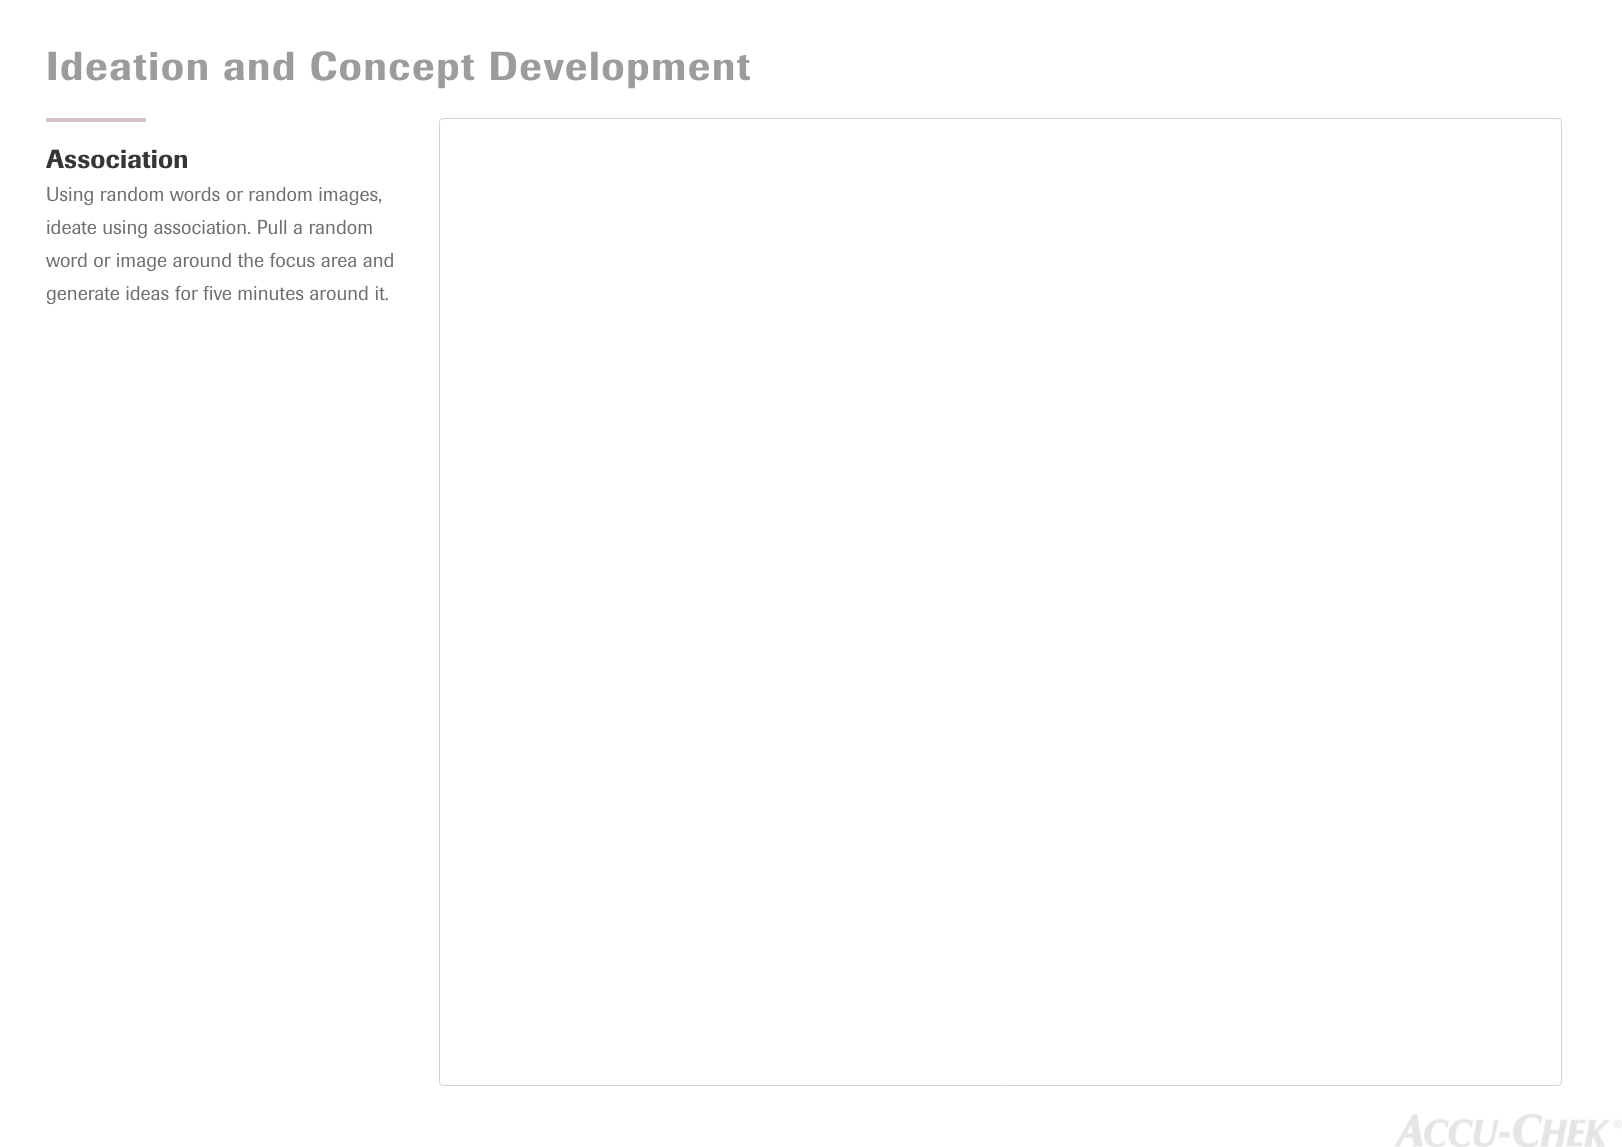 Ideation and Concept Development
Association
Using random words or random images,
ideate using association. Pull a random
word or image around the focus area and
generate ideas for five minutes around it.
ACCU-CHEK®